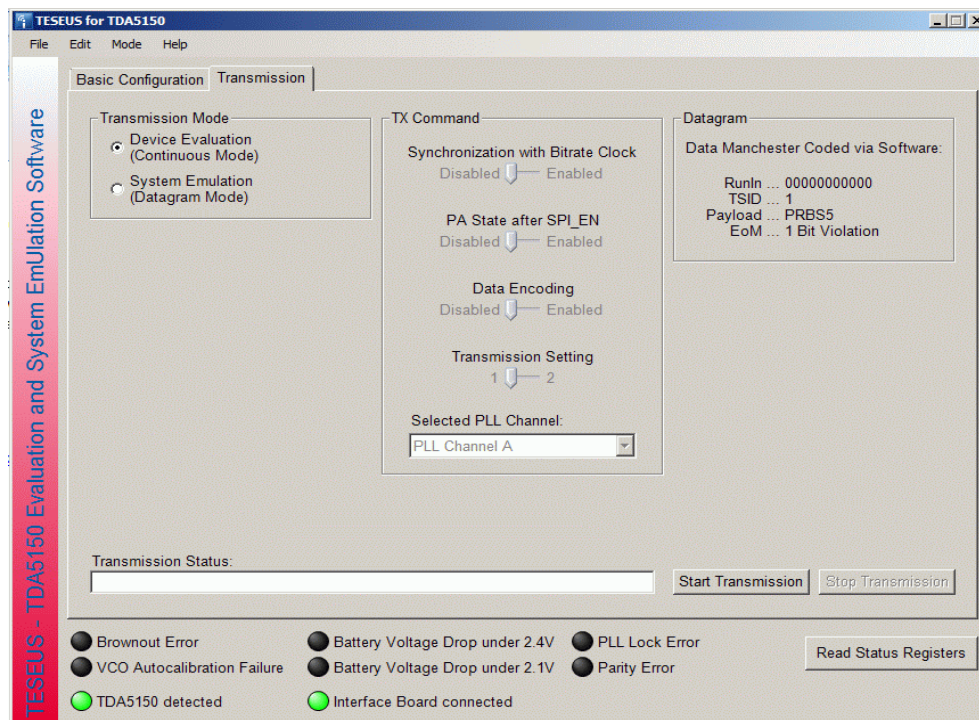 TESEUS for TDA5150
File Edit Mode Help
TESEUS - TDA5150 Evaluation and System EmUlation Software
Basic Configuration
Transmission
Transmission Mode
Device Evaluation
(Continuous Mode)
System Emulation
(Datagram Mode)
TX Command
Synchronization with Bitrate Clock
Disabled Enabled
PA State after SPI_EN
Disabled Enabled
Data Encoding
Disabled Enabled
Transmission Setting
1 2
Selected PLL Channel:
PLL Channel A
Datagram
Data Manchester Coded via Software:
RunIn ... 00000000000
TSID ... 1
Payload ... PRBS5
EoM ... 1 Bit Violation
Transmission Status:
Start Transmission
Stop Transmission
Brownout Error
Battery Voltage Drop under 2.4V
PLL Lock Error
VCO Autocalibration Failure
Battery Voltage Drop under 2.1V
Parity Error
Read Status Registers
TDA5150 detected
Interface Board connected